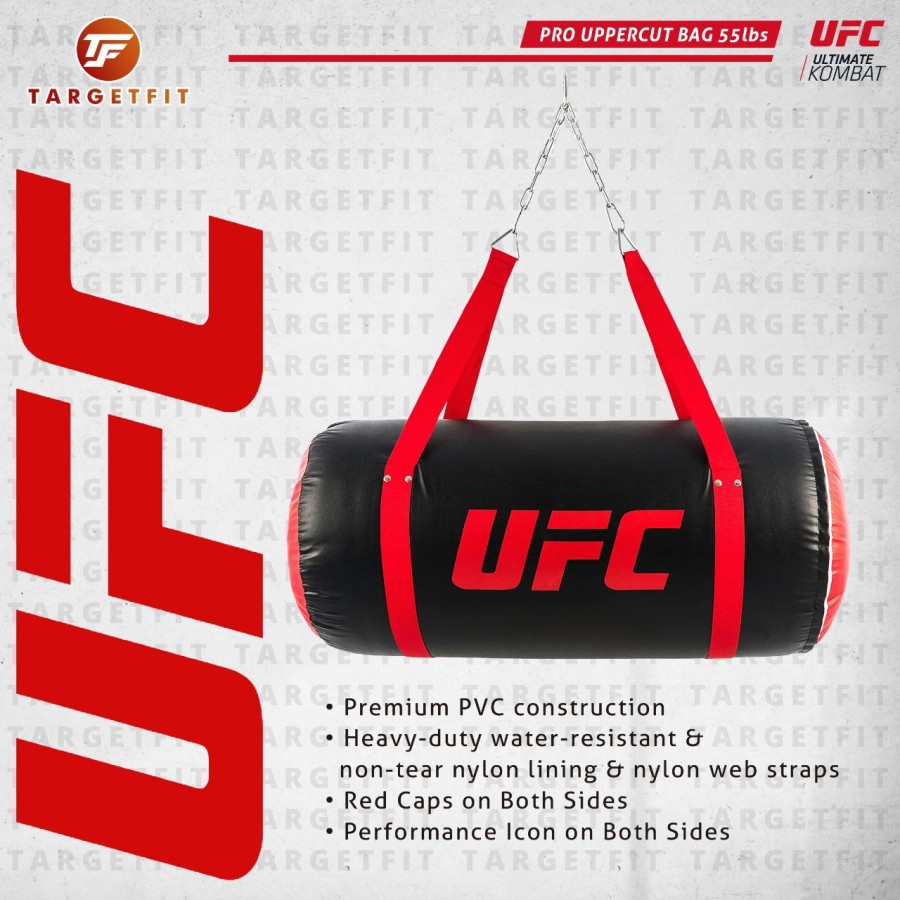 TARGETFIT
PRO UPPERCUT BAG 55lbs
UFC
ULTIMATE
KOMBAT
UFC
UFC
• Premium PVC construction
• Heavy-duty water-resistant &
non-tear nylon lining & nylon web straps
• Red Caps on Both Sides
• Performance Icon on Both Sides